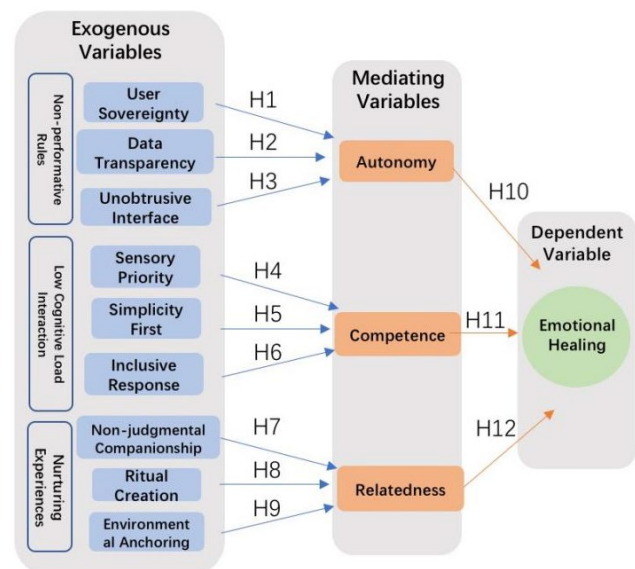 Exogenous
Variables
Non-performative
Rules
User
Sovereignty
Data
Transparency
Unobtrusive
Interface
Low Cognitive Load
Interaction
Sensory
Priority
Simplicity
First
Inclusive
Response
Nurturing
Experiences
Non-judgmental
Companionship
Ritual
Creation
Environment
al Anchoring
H1
H2
H3
H4
H5
H6
H7
H8
H9
Mediating
Variables
Autonomy
Competence
Relatedness
H10
H11
H12
Dependent
Variable
Emotional
Healing